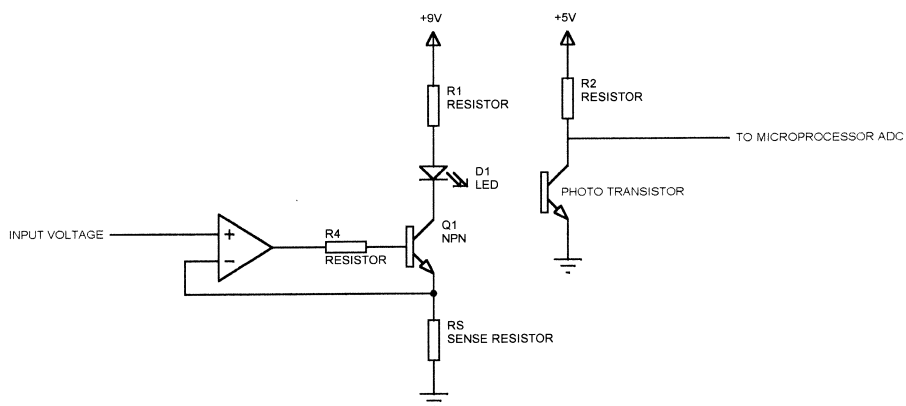 +9V
+5V
R1
RESISTOR
R2
RESISTOR
TO MICROPROCESSOR ADC
D1
LED
PHOTO TRANSISTOR
INPUT VOLTAGE
+
−
R4
RESISTOR
Q1
NPN
RS
SENSE RESISTOR